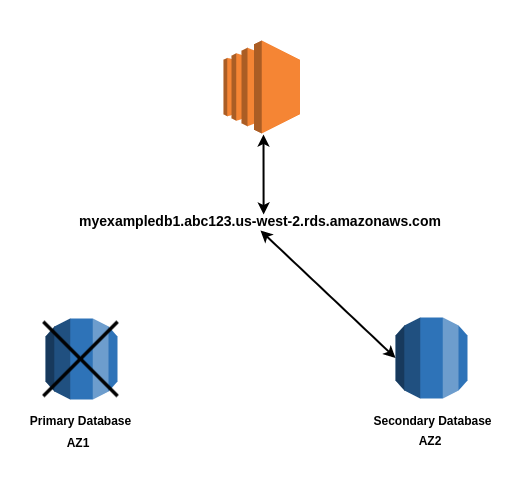 myexampledb1.abc123.us-west-2.rds.amazonaws.com
Primary Database
AZ1
Secondary Database
AZ2